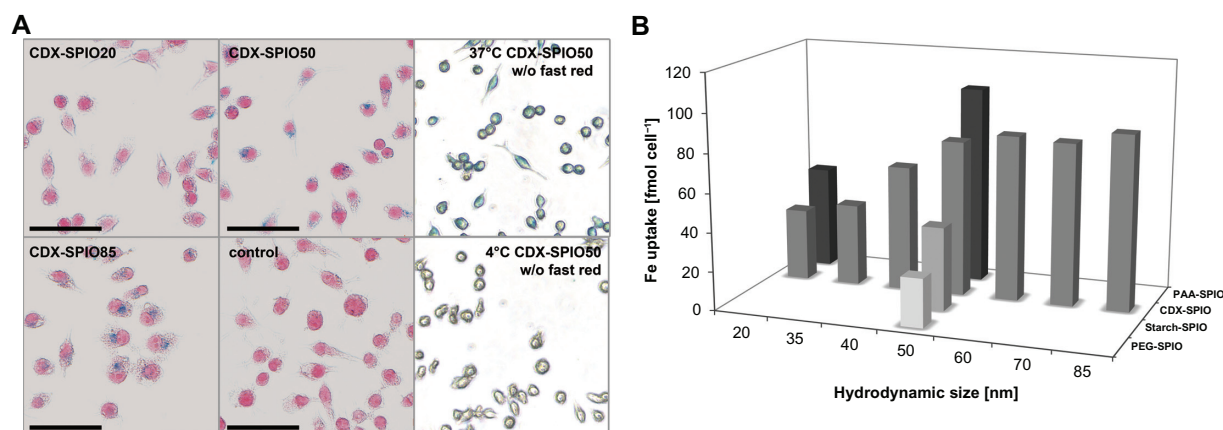 A
CDX-SPIO20
CDX-SPIO50
37°C CDX-SPIO50
w/o fast red
CDX-SPIO85
control
4°C CDX-SPIO50
w/o fast red
B
Fe uptake [fmol cell⁻¹]
120
100
80
60
40
20
0
20
35
40
50
60
70
85
PAA-SPIO
CDX-SPIO
Starch-SPIO
PEG-SPIO
Hydrodynamic size [nm]